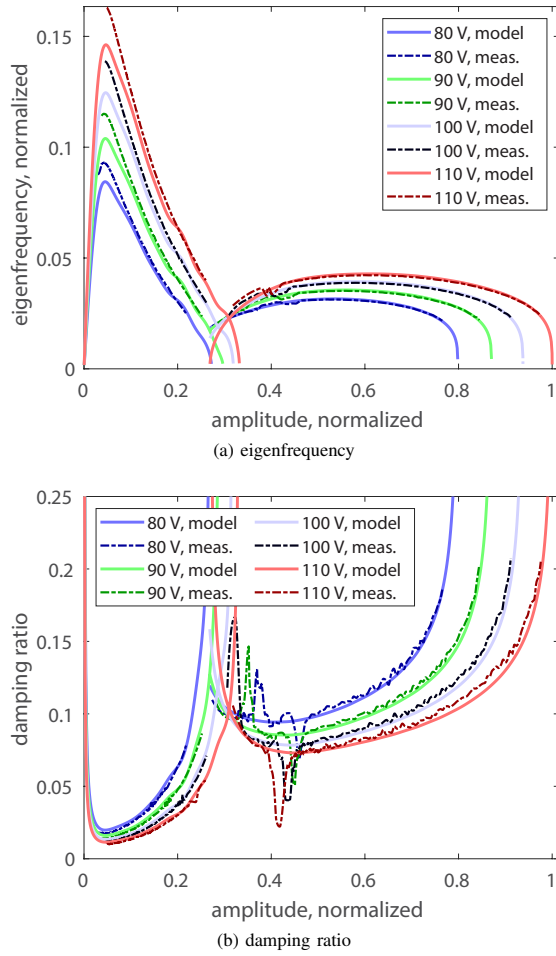 0.15
0.1
0.05
0
eigenfrequency, normalized
80 V, model
80 V, meas.
90 V, model
90 V, meas.
100 V, model
100 V, meas.
110 V, model
110 V, meas.
0 0.2 0.4 0.6 0.8 1
amplitude, normalized
(a) eigenfrequency
0.25
0.2
0.15
0.1
0.05
0
damping ratio
80 V, model 100 V, model
80 V, meas. 100 V, meas.
90 V, model 110 V, model
90 V, meas. 110 V, meas.
0 0.2 0.4 0.6 0.8 1
amplitude, normalized
(b) damping ratio